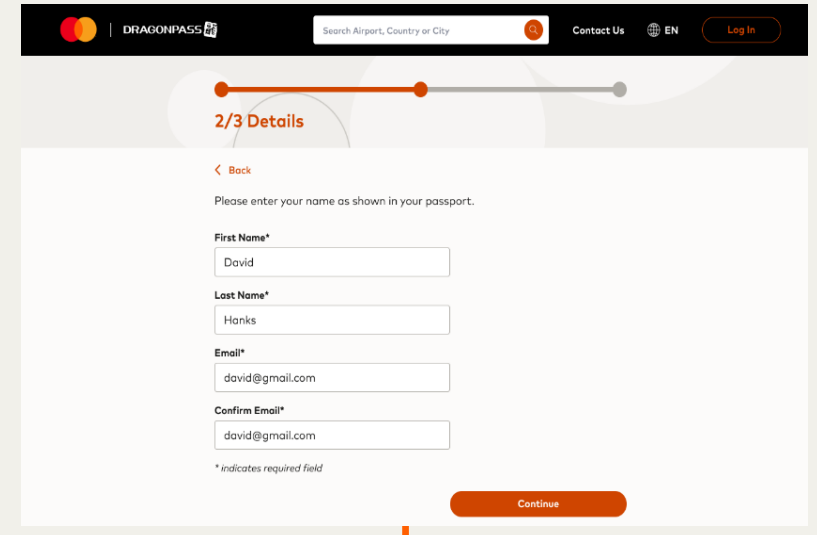 DRAGONPASS
Search Airport, Country or City
Contact Us
EN
Log In
2/3 Details
Back
Please enter your name as shown in your passport.
First Name*
David
Last Name*
Hanks
Email*
david@gmail.com
Confirm Email*
david@gmail.com
* indicates required field
Continue